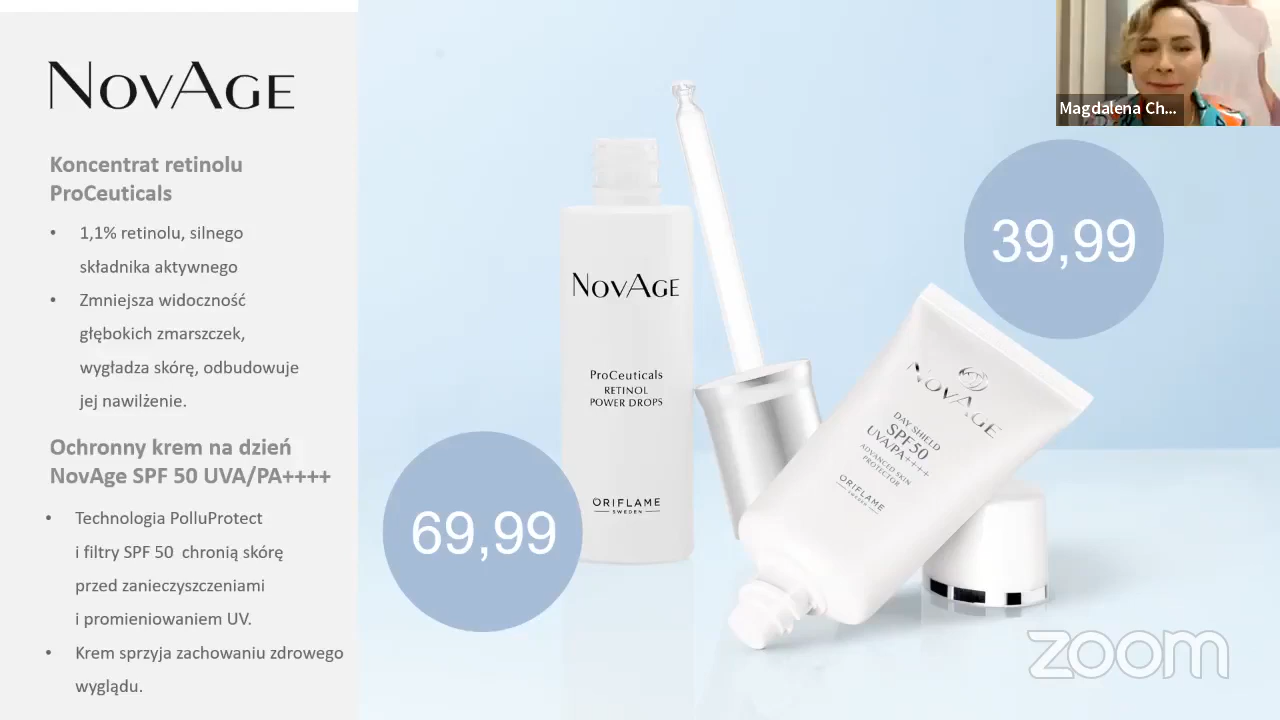 NOVAGE
Koncentrat retinolu
ProCeuticals
• 1,1% retinolu, silnego
składnika aktywnego
• Zmniejsza widoczność
głębokich zmarszczek,
wygładza skórę, odbudowuje
jej nawilżenie.
Ochronny krem na dzień
NovAge SPF 50 UVA/PA++++
• Technologia PolluProtect
i filtry SPF 50 chronią skórę
przed zanieczyszczeniami
i promieniowaniem UV.
• Krem sprzyja zachowaniu zdrowego
wyglądu.
NOVAGE
ProCeuticals
RETINOL
POWER DROPS
ORIFLAME
SWEDEN
69,99
NOVAGE
DAY SHIELD
SPF50
UVA/PA++++
ADVANCED SKIN
PROTECTOR
ORIFLAME
SWEDEN
39,99
Magdalena Ch...
zoom